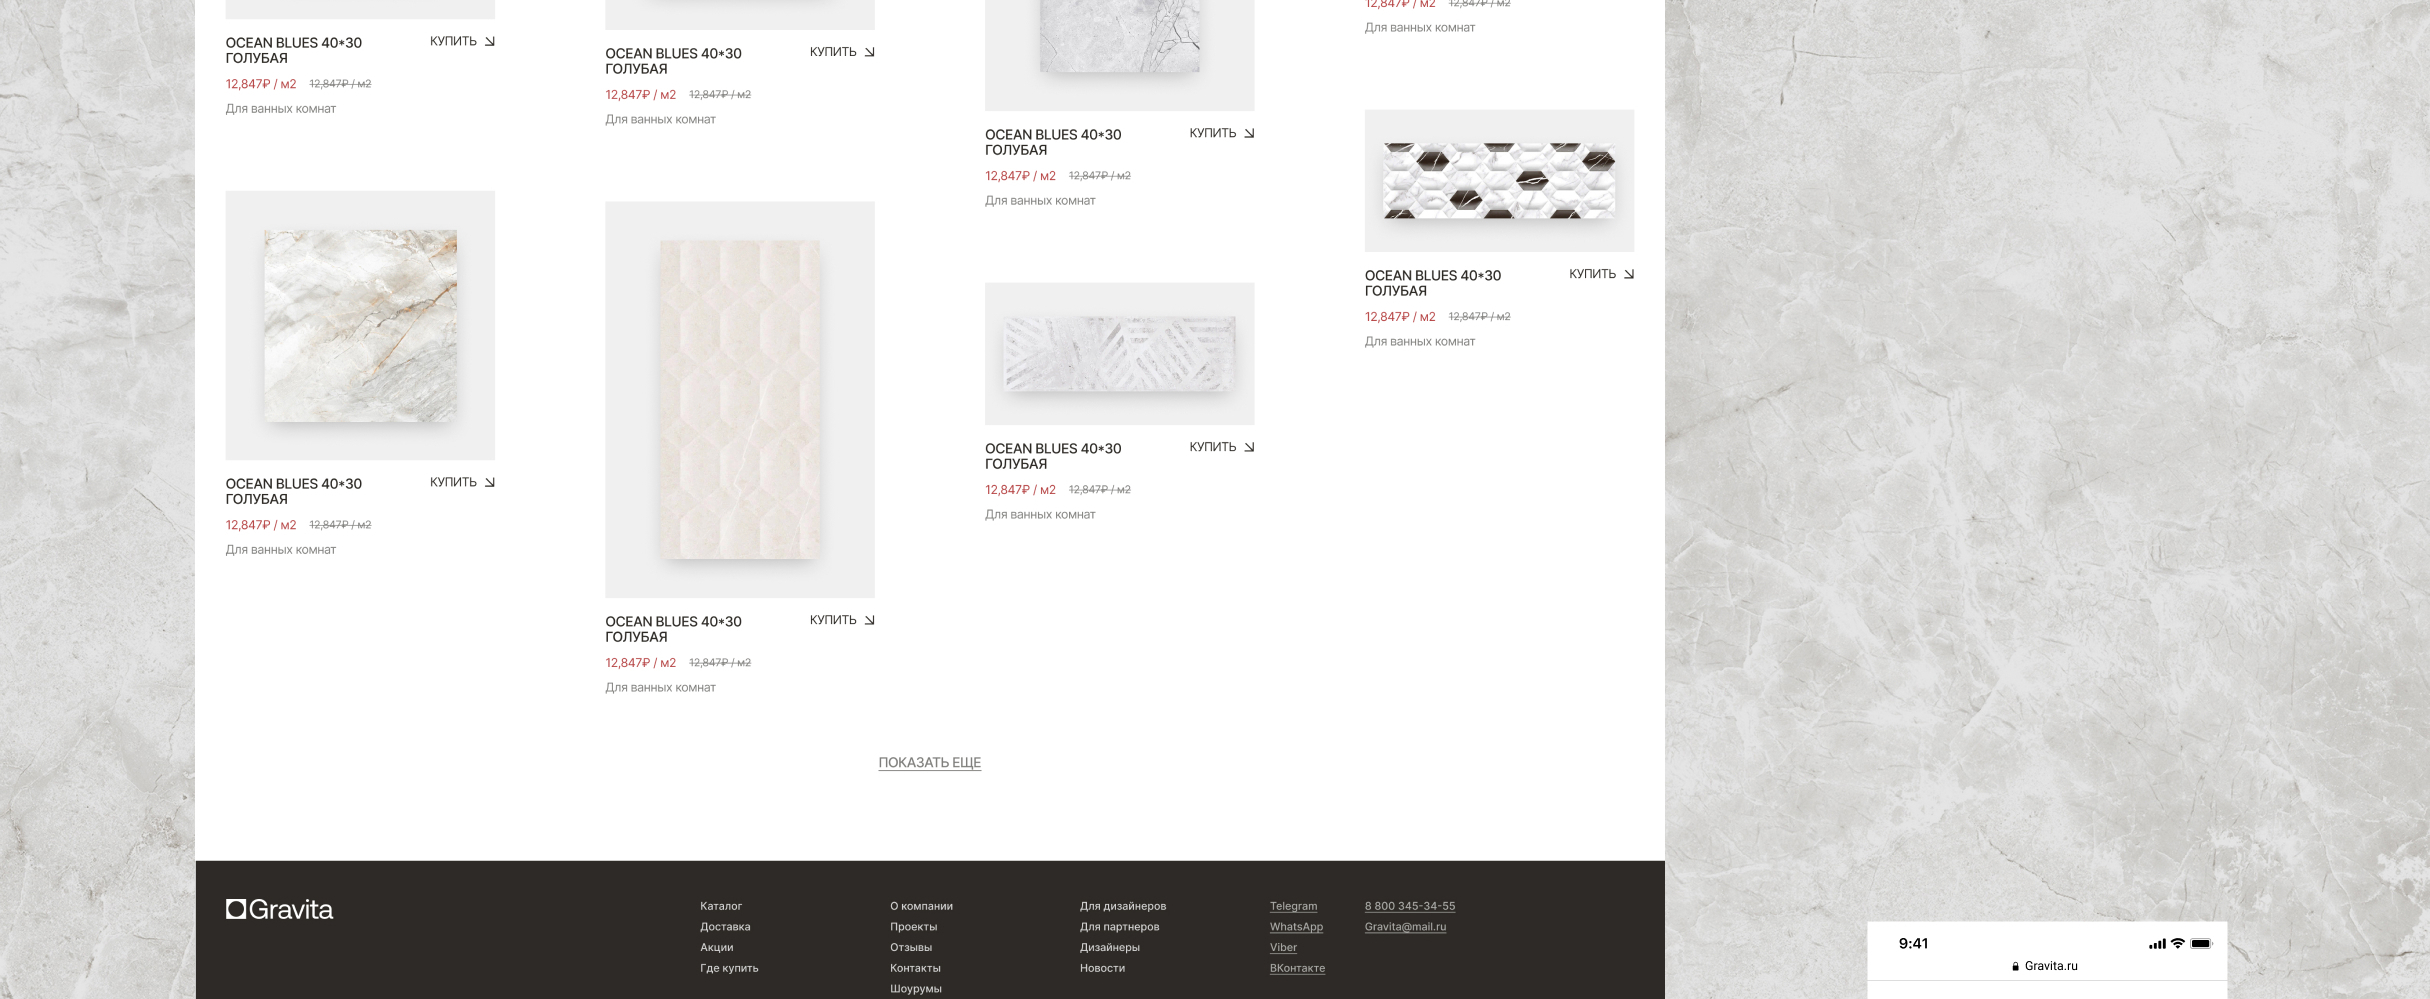 OCEAN BLUES 40*30
ГОЛУБАЯ
КУПИТЬ
12,847₽ / м2 12,847₽ / м2
Для ванных комнат
OCEAN BLUES 40*30
ГОЛУБАЯ
КУПИТЬ
12,847₽ / м2 12,847₽ / м2
Для ванных комнат
OCEAN BLUES 40*30
ГОЛУБАЯ
КУПИТЬ
12,847₽ / м2 12,847₽ / м2
Для ванных комнат
12,847₽ / м2 12,847₽ / м2
Для ванных комнат
OCEAN BLUES 40*30
ГОЛУБАЯ
КУПИТЬ
12,847₽ / м2 12,847₽ / м2
Для ванных комнат
OCEAN BLUES 40*30
ГОЛУБАЯ
КУПИТЬ
12,847₽ / м2 12,847₽ / м2
Для ванных комнат
OCEAN BLUES 40*30
ГОЛУБАЯ
КУПИТЬ
12,847₽ / м2 12,847₽ / м2
Для ванных комнат
OCEAN BLUES 40*30
ГОЛУБАЯ
КУПИТЬ
12,847₽ / м2 12,847₽ / м2
Для ванных комнат
ПОКАЗАТЬ ЕЩЕ
Gravita
Каталог
Доставка
Акции
Где купить
О компании
Проекты
Отзывы
Контакты
Шоурумы
Для дизайнеров
Для партнеров
Дизайнеры
Новости
Telegram
WhatsApp
Viber
ВКонтакте
8 800 345-34-55
Gravita@mail.ru
9:41
Gravita.ru